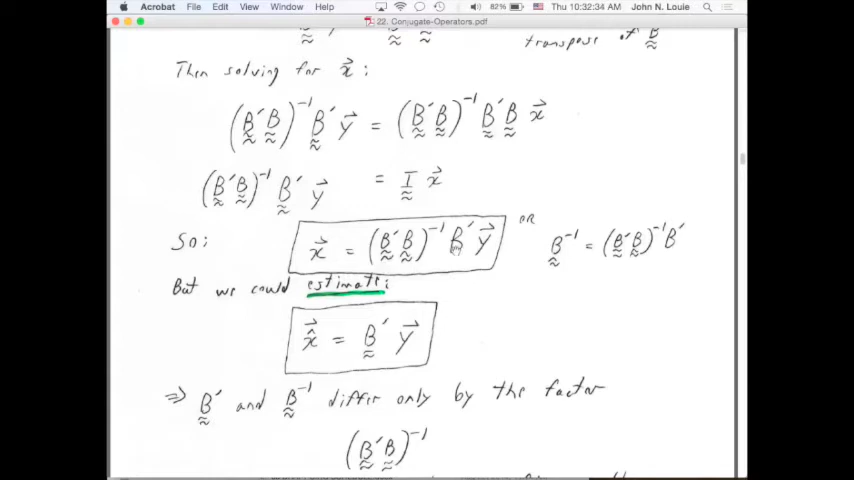 Acrobat File Edit View Window Help 82% Thu 10:32:34 AM John N. Louie
22. Conjugate-Operators.pdf
transpose of B
Then solving for x⃗:
(B′B)⁻¹B′y⃗ = (B′B)⁻¹B′B x⃗
(B′B)⁻¹B′ y⃗ = I x⃗
So: x⃗ = (B′B)⁻¹B′y⃗ OR B⁻¹ = (B′B)⁻¹B′
But we could estimate:
x̂⃗ = B′ y⃗
⇒ B′ and B⁻¹ differ only by the factor
(B′B)⁻¹